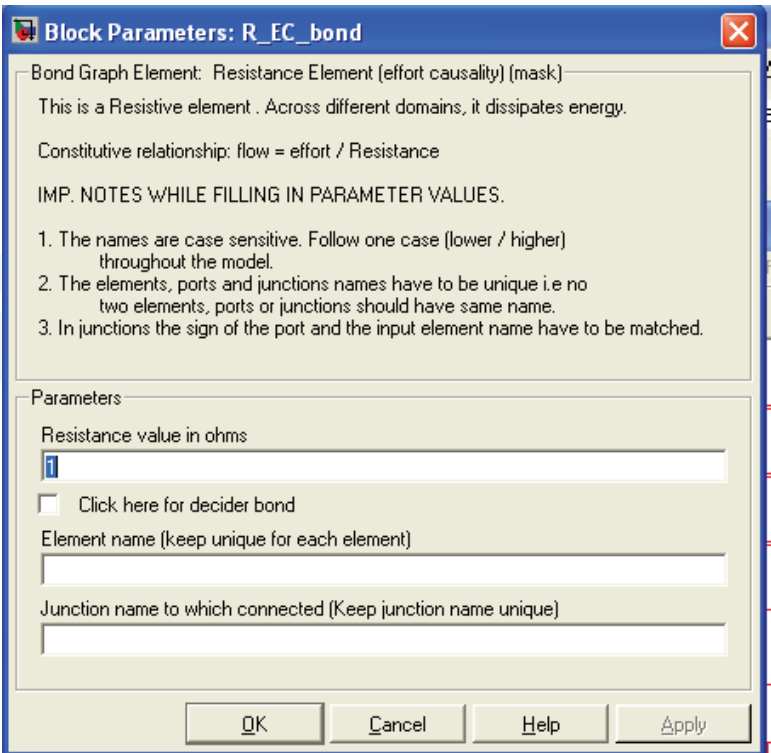 Block Parameters: R_EC_bond
Bond Graph Element: Resistance Element (effort causality) (mask)
This is a Resistive element . Across different domains, it dissipates energy.
Constitutive relationship: flow = effort / Resistance
IMP. NOTES WHILE FILLING IN PARAMETER VALUES.
1. The names are case sensitive. Follow one case (lower / higher)
throughout the model.
2. The elements, ports and junctions names have to be unique i.e no
two elements, ports or junctions should have same name.
3. In junctions the sign of the port and the input element name have to be matched.
Parameters
Resistance value in ohms
1
Click here for decider bond
Element name (keep unique for each element)
Junction name to which connected (Keep junction name unique)
OK Cancel Help Apply